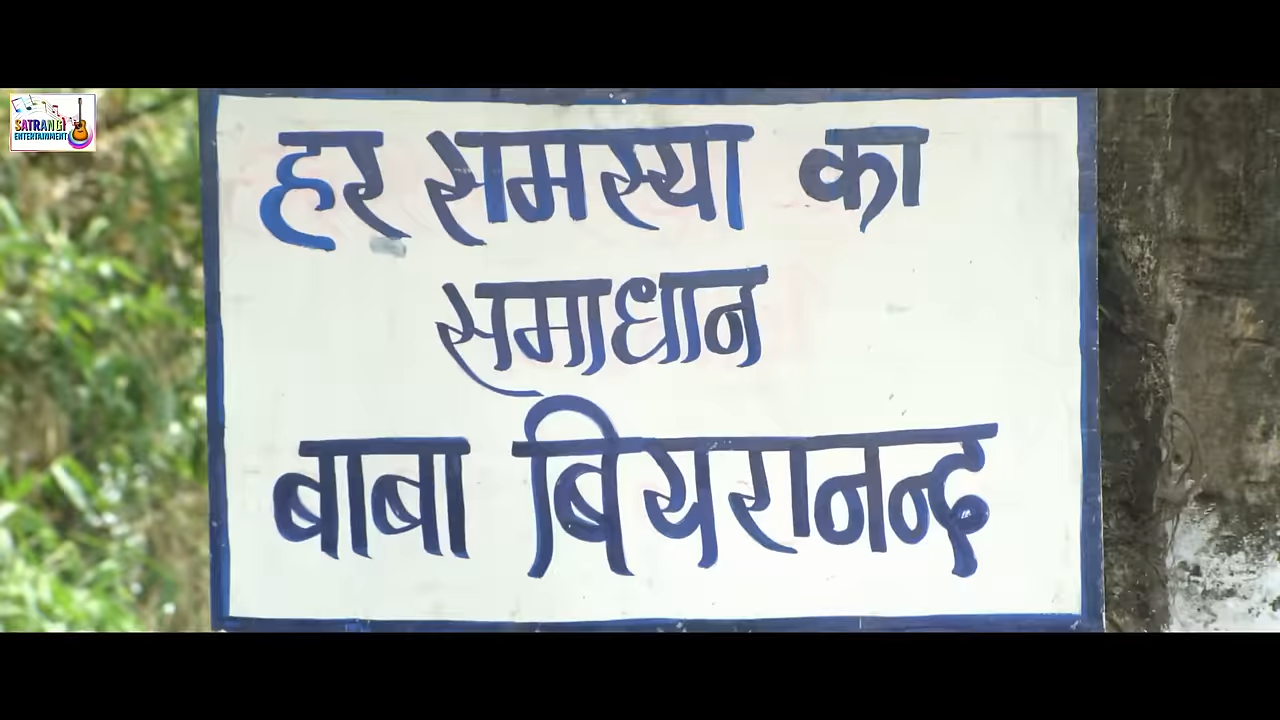 SATRANGI
ENTERTAINMENT
हर समस्या का
समाधान
बाबा बियरानन्द